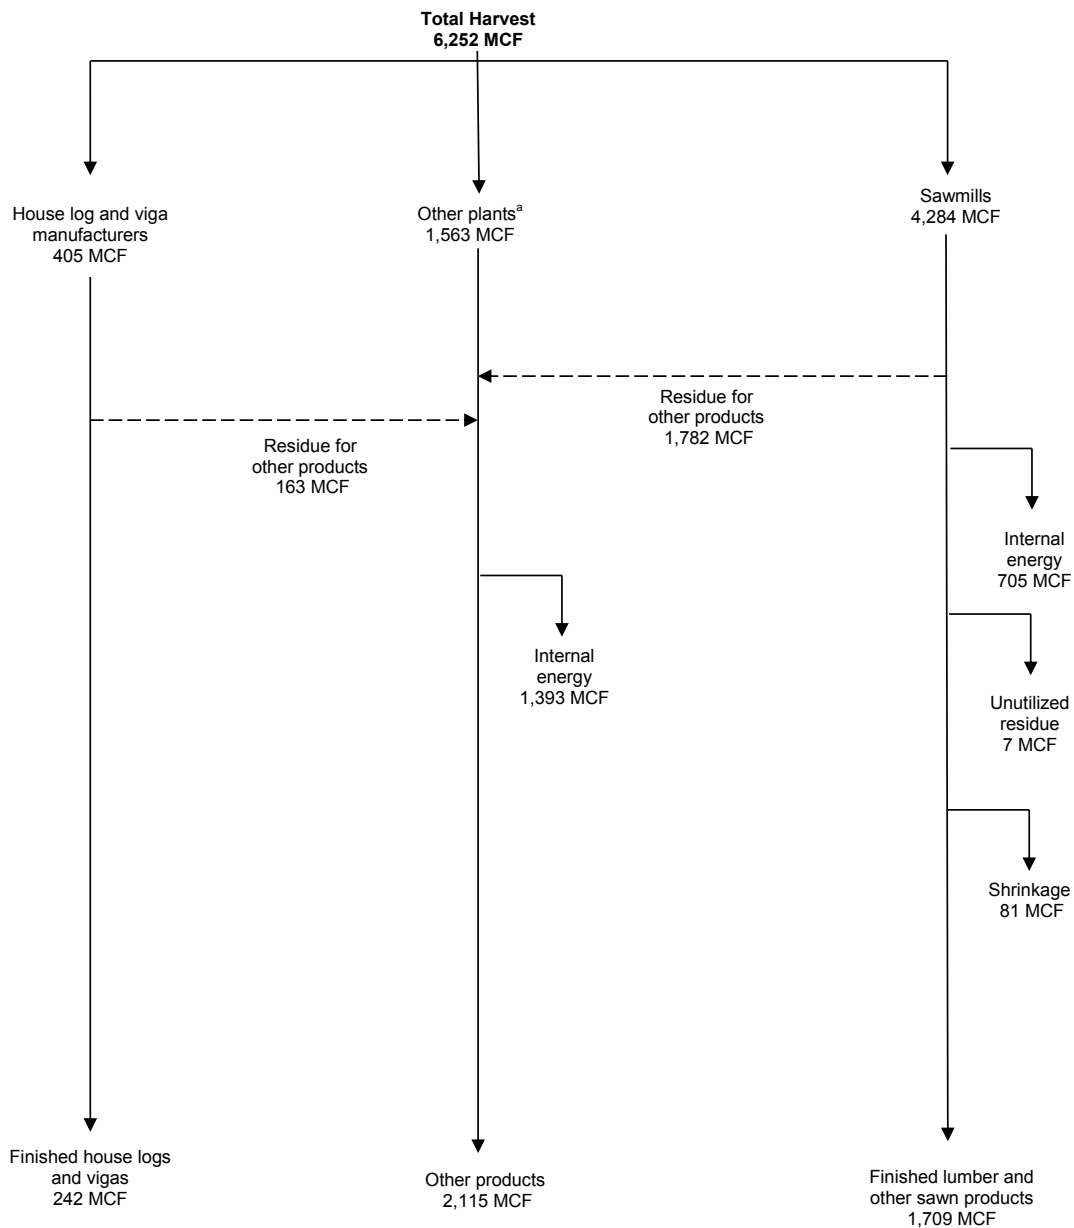 Total Harvest
6,252 MCF
House log and viga
manufacturers
405 MCF
Other plantsᵃ
1,563 MCF
Sawmills
4,284 MCF
Residue for
other products
1,782 MCF
Residue for
other products
163 MCF
Internal
energy
705 MCF
Internal
energy
1,393 MCF
Unutilized
residue
7 MCF
Shrinkage
81 MCF
Finished house logs
and vigas
242 MCF
Other products
2,115 MCF
Finished lumber and
other sawn products
1,709 MCF